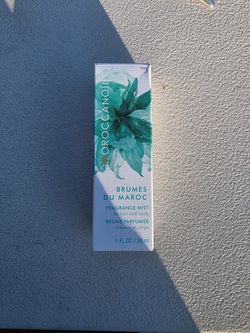 MOROCCANOIL
BRUMES
DU MAROC
FRAGRANCE MIST
hair and body
BRUME PARFUMÉE
cheveux et corps
1 FL.OZ. / 30 ml